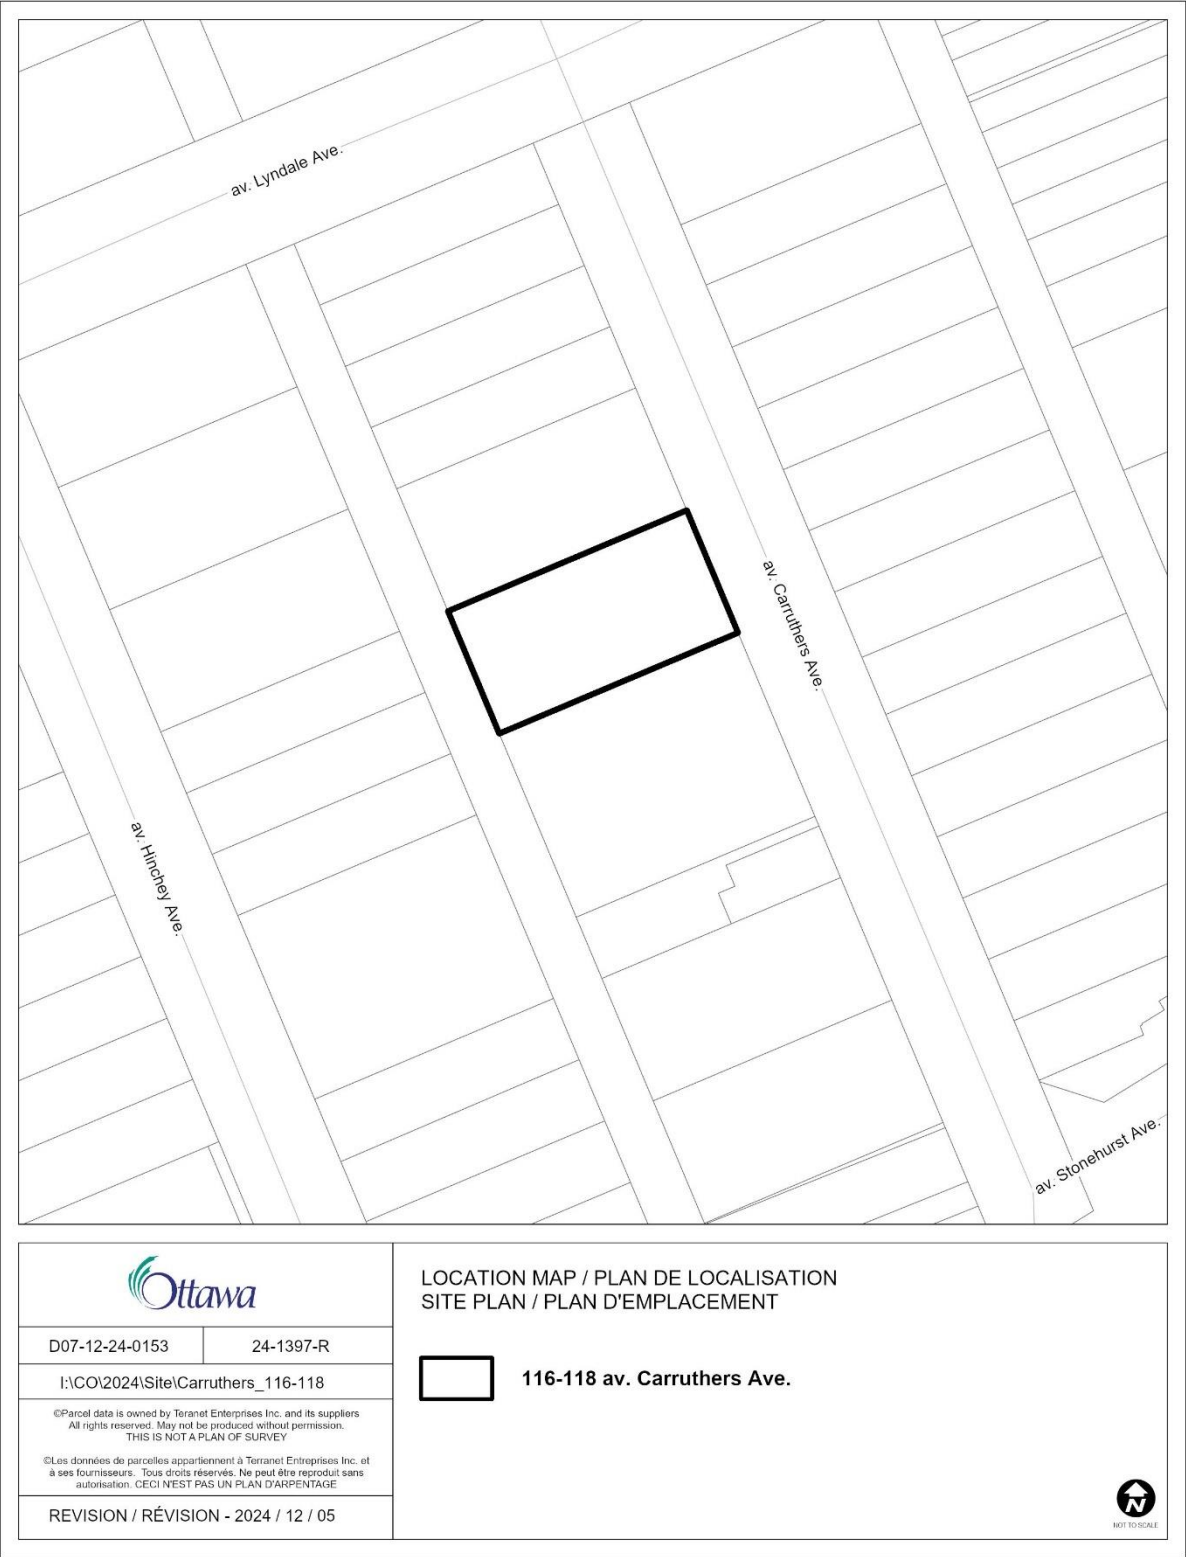 av. Lyndale Ave.
av. Carruthers Ave.
av. Hinchey Ave.
av. Stonehurst Ave.
Ottawa
D07-12-24-0153
24-1397-R
I:\CO\2024\Site\Carruthers_116-118
©Parcel data is owned by Teranet Enterprises Inc. and its suppliers
All rights reserved. May not be produced without permission.
THIS IS NOT A PLAN OF SURVEY
©Les données de parcelles appartiennent à Terranet Entreprises Inc. et
à ses fournisseurs. Tous droits réservés. Ne peut être reproduit sans
autorisation. CECI N'EST PAS UN PLAN D'ARPENTAGE
REVISION / RÉVISION - 2024 / 12 / 05
LOCATION MAP / PLAN DE LOCALISATION
SITE PLAN / PLAN D'EMPLACEMENT
116-118 av. Carruthers Ave.
N
NOT TO SCALE